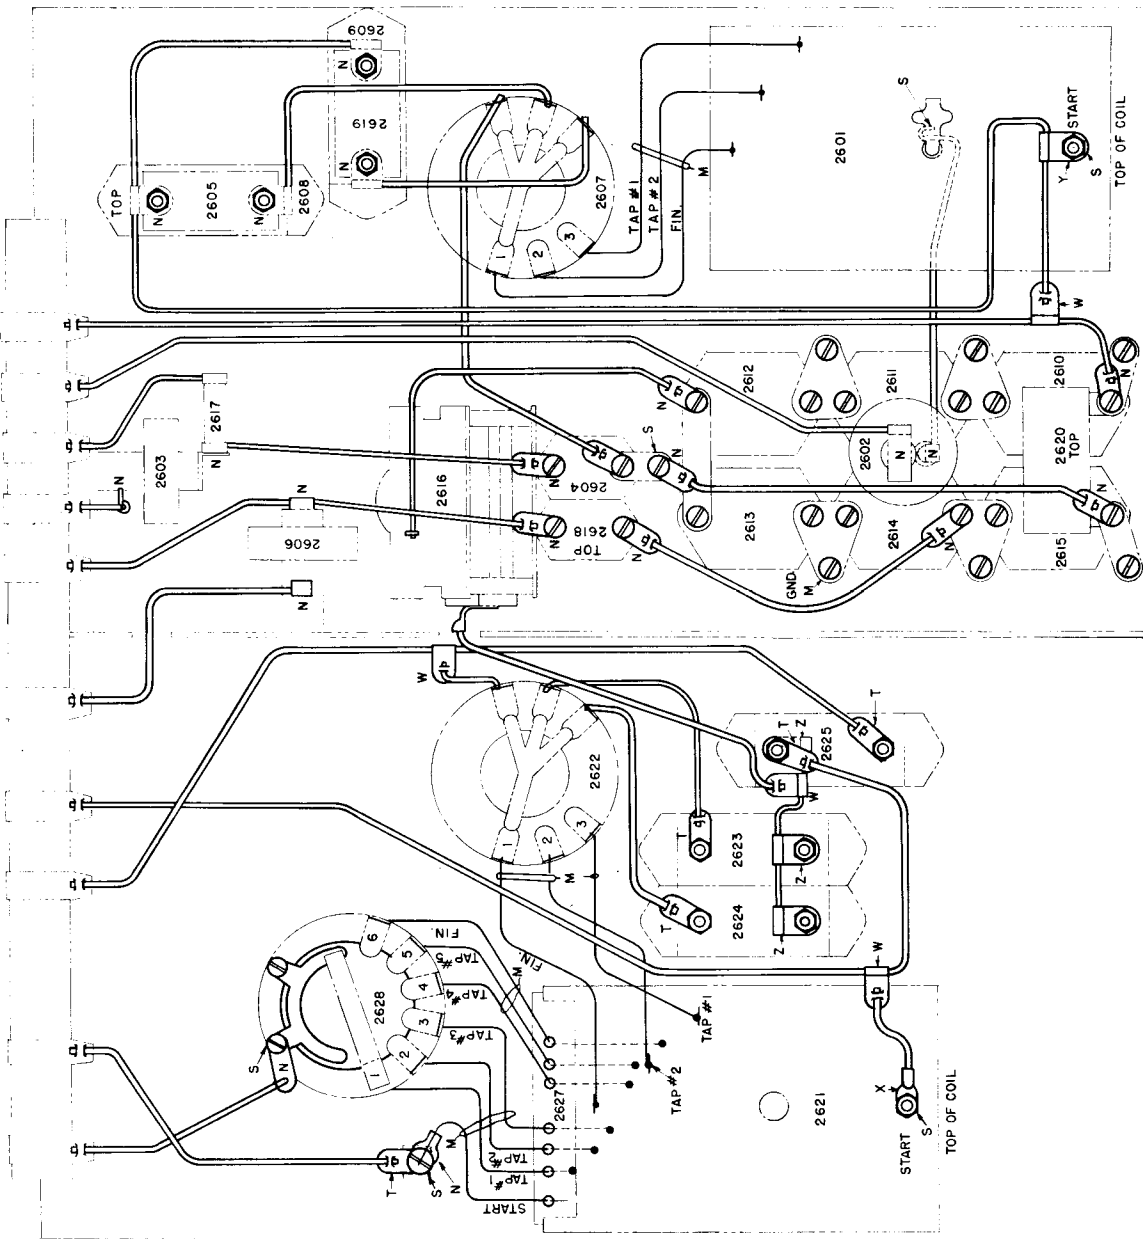 2609
N
2619
N
TOP
2605
N
N
2608
1
2
3
2607
TAP #1
TAP #2
FIN.
M
2601
S
START
Y
S
TOP OF COIL
W
2617
N
2603
N
N
2606
N
2616
N
2604
N
2618
TOP
N
N
S
N
2612
2611
2610
N
2602
N
N
2620
TOP
N
2613
2614
N
2615
GND
M
W
2622
1
2
3
M
T
Z
2625
T
W
T
2623
Z
T
2624
Z
W
2628
1
2
3
4
5
6
S
N
FIN.
TAP #5
TAP #4
TAP #3
M
FIN.
TAP #1
TAP #2
2627
M
T
S
N
TAP #2
TAP #1
START
2621
X
START
S
TOP OF COIL